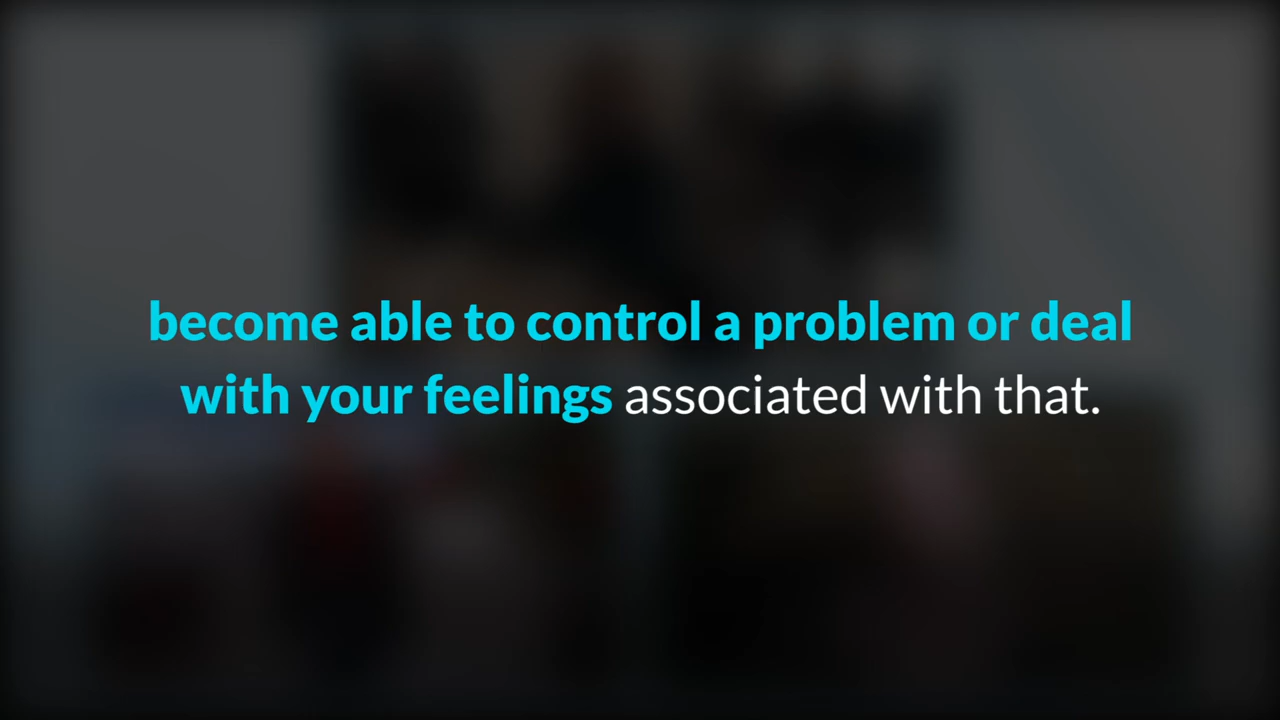 become able to control a problem or deal
with your feelings associated with that.